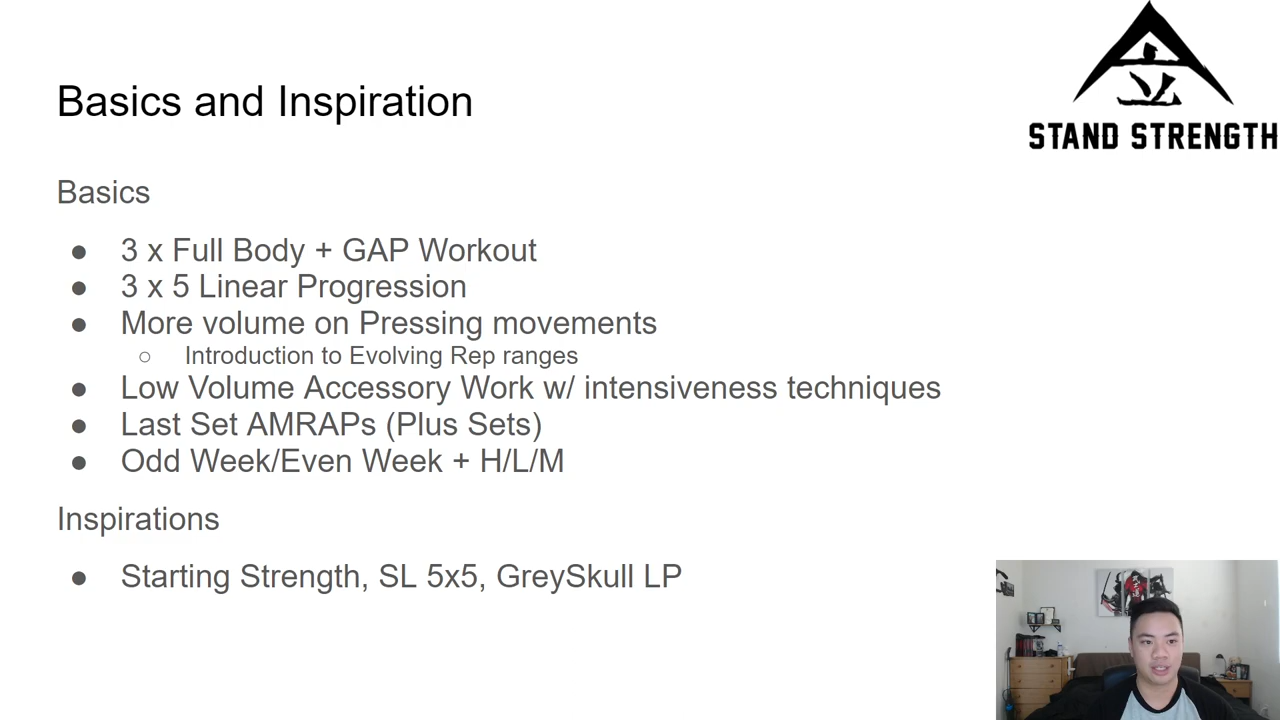 立
STAND STRENGTH
Basics and Inspiration
Basics
● 3 x Full Body + GAP Workout
● 3 x 5 Linear Progression
● More volume on Pressing movements
○ Introduction to Evolving Rep ranges
● Low Volume Accessory Work w/ intensiveness techniques
● Last Set AMRAPs (Plus Sets)
● Odd Week/Even Week + H/L/M
Inspirations
● Starting Strength, SL 5x5, GreySkull LP